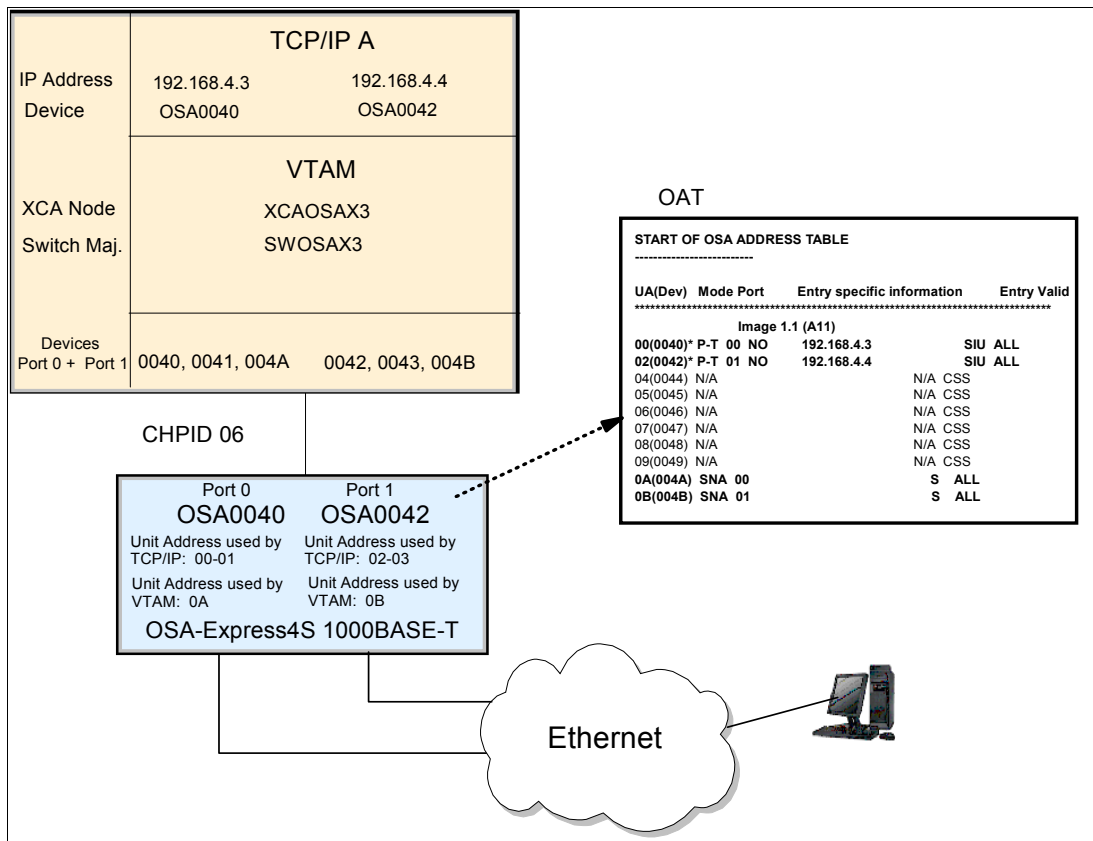 TCP/IP A
IP Address 192.168.4.3 192.168.4.4
Device OSA0040 OSA0042
VTAM
XCA Node XCAOSAX3
Switch Maj. SWOSAX3
Devices
Port 0 + Port 1 0040, 0041, 004A 0042, 0043, 004B
CHPID 06
Port 0 Port 1
OSA0040 OSA0042
Unit Address used by TCP/IP: 00-01
Unit Address used by TCP/IP: 02-03
Unit Address used by VTAM: 0A
Unit Address used by VTAM: 0B
OSA-Express4S 1000BASE-T
OAT
START OF OSA ADDRESS TABLE
--------------------------
UA(Dev) Mode Port Entry specific information Entry Valid
************************************************************************************
Image 1.1 (A11)
00(0040)* P-T 00 NO 192.168.4.3 SIU ALL
02(0042)* P-T 01 NO 192.168.4.4 SIU ALL
04(0044) N/A N/A CSS
05(0045) N/A N/A CSS
06(0046) N/A N/A CSS
07(0047) N/A N/A CSS
08(0048) N/A N/A CSS
09(0049) N/A N/A CSS
0A(004A) SNA 00 S ALL
0B(004B) SNA 01 S ALL
Ethernet